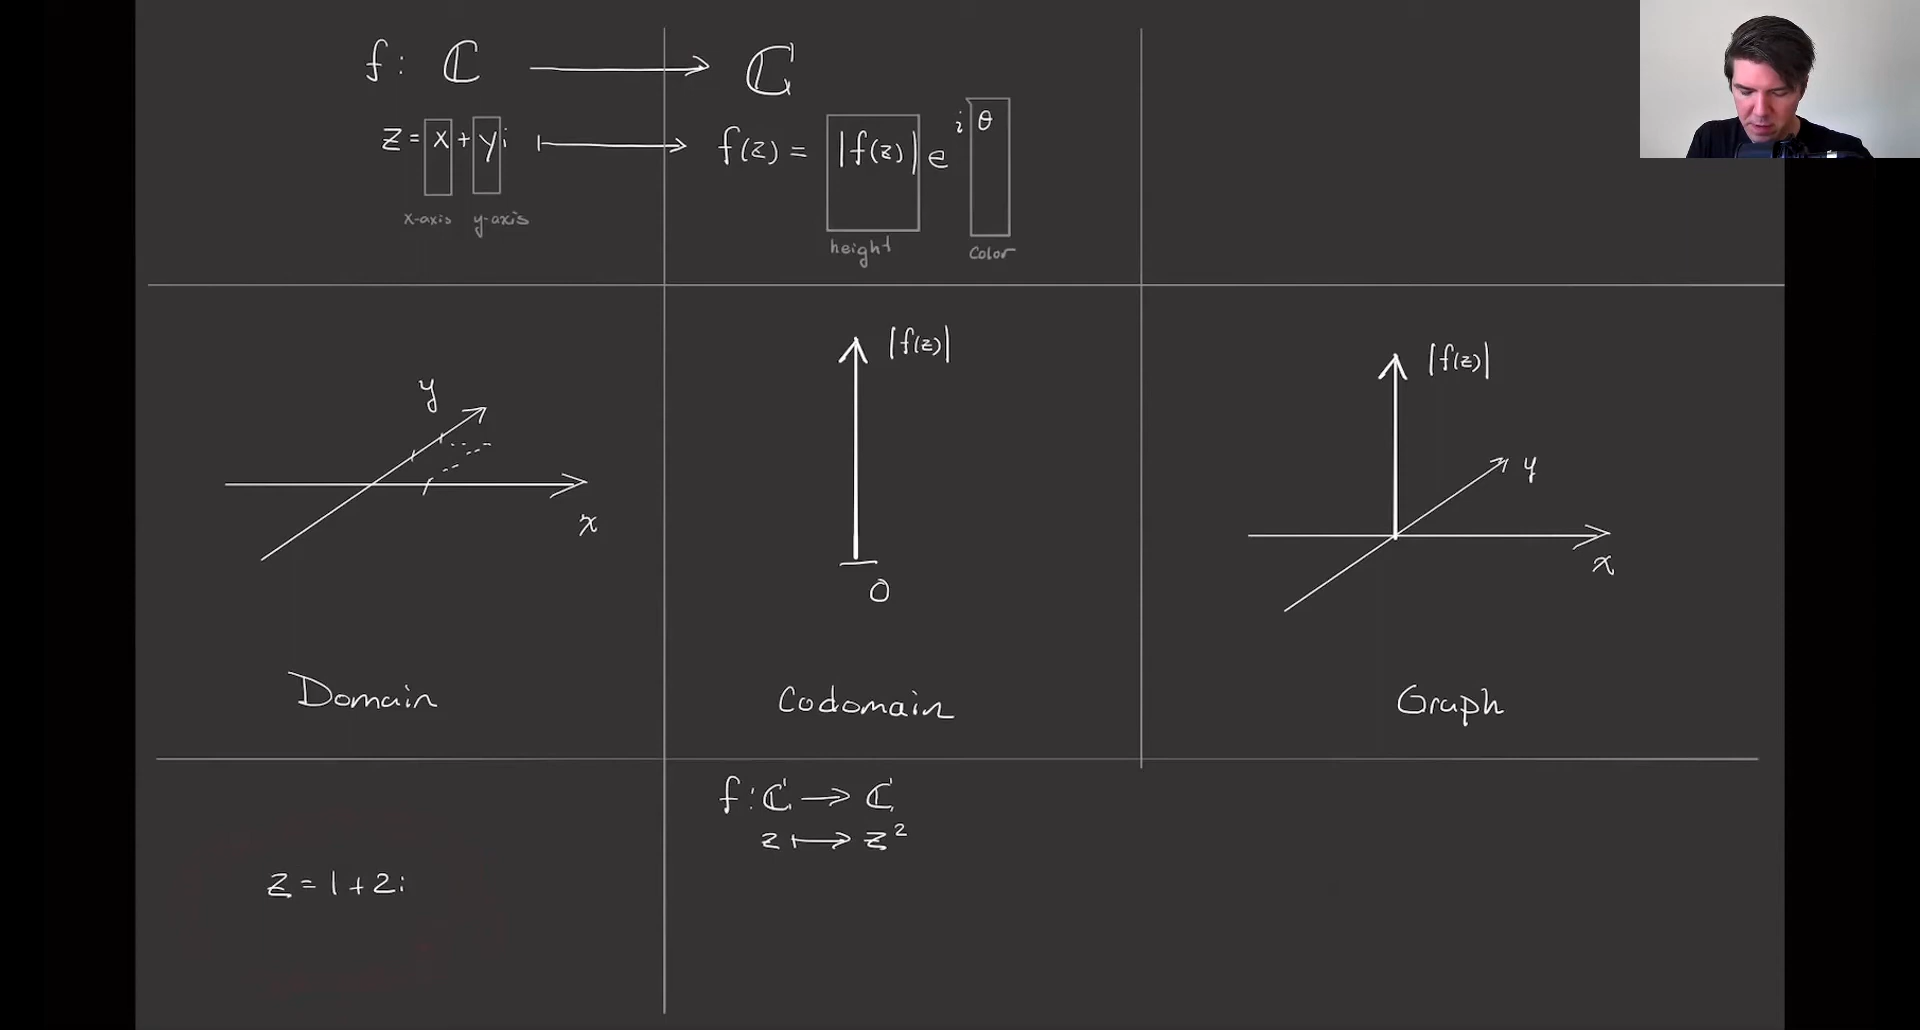 f: ℂ ⟶ ℂ
z = x + yi ⟼ f(z) = |f(z)| e^{iθ}
x-axis y-axis height color
y
x
Domain
|f(z)|
0
Codomain
|f(z)|
y
x
Graph
f: ℂ ⟶ ℂ
z ⟼ z²
z = 1 + 2i